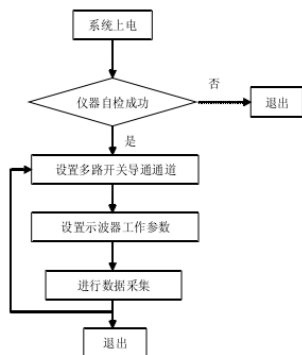 系统上电
否
仪器自检成功
退出
是
设置多路开关导通通道
设置示波器工作参数
进行数据采集
退出